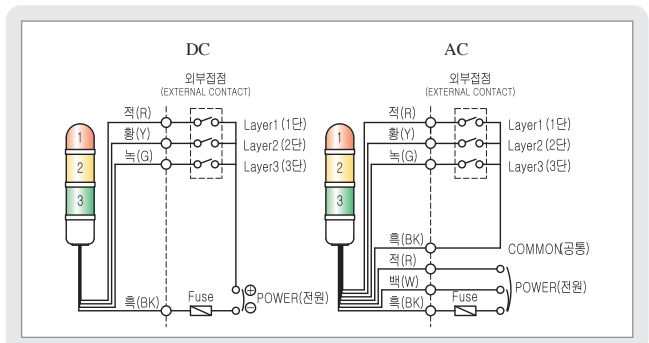 DC
외부접점
(EXTERNAL CONTACT)
적(R)
황(Y)
녹(G)
Layer1 (1단)
Layer2 (2단)
Layer3 (3단)
1
2
3
흑(BK)
Fuse
⊕
⊖
POWER(전원)
AC
외부접점
(EXTERNAL CONTACT)
적(R)
황(Y)
녹(G)
Layer1 (1단)
Layer2 (2단)
Layer3 (3단)
1
2
3
흑(BK)
COMMON(공통)
적(R)
백(W)
흑(BK)
Fuse
POWER(전원)